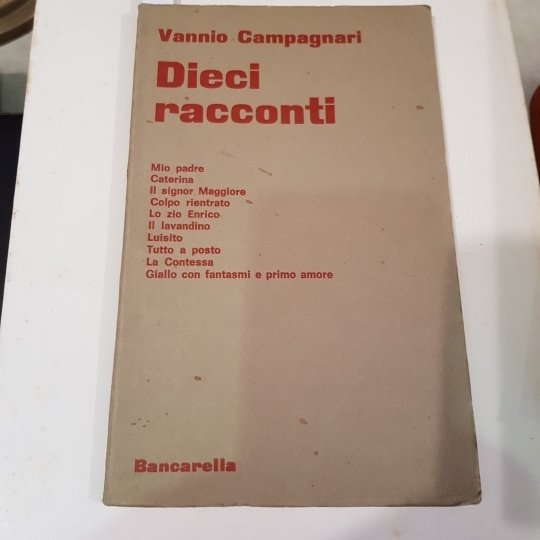 Vannio Campagnari
Dieci
racconti
Mio padre
Caterina
Il signor Maggiore
Colpo rientrato
Lo zio Enrico
Il lavandino
Luisito
Tutto a posto
La Contessa
Giallo con fantasmi e primo amore
Bancarella